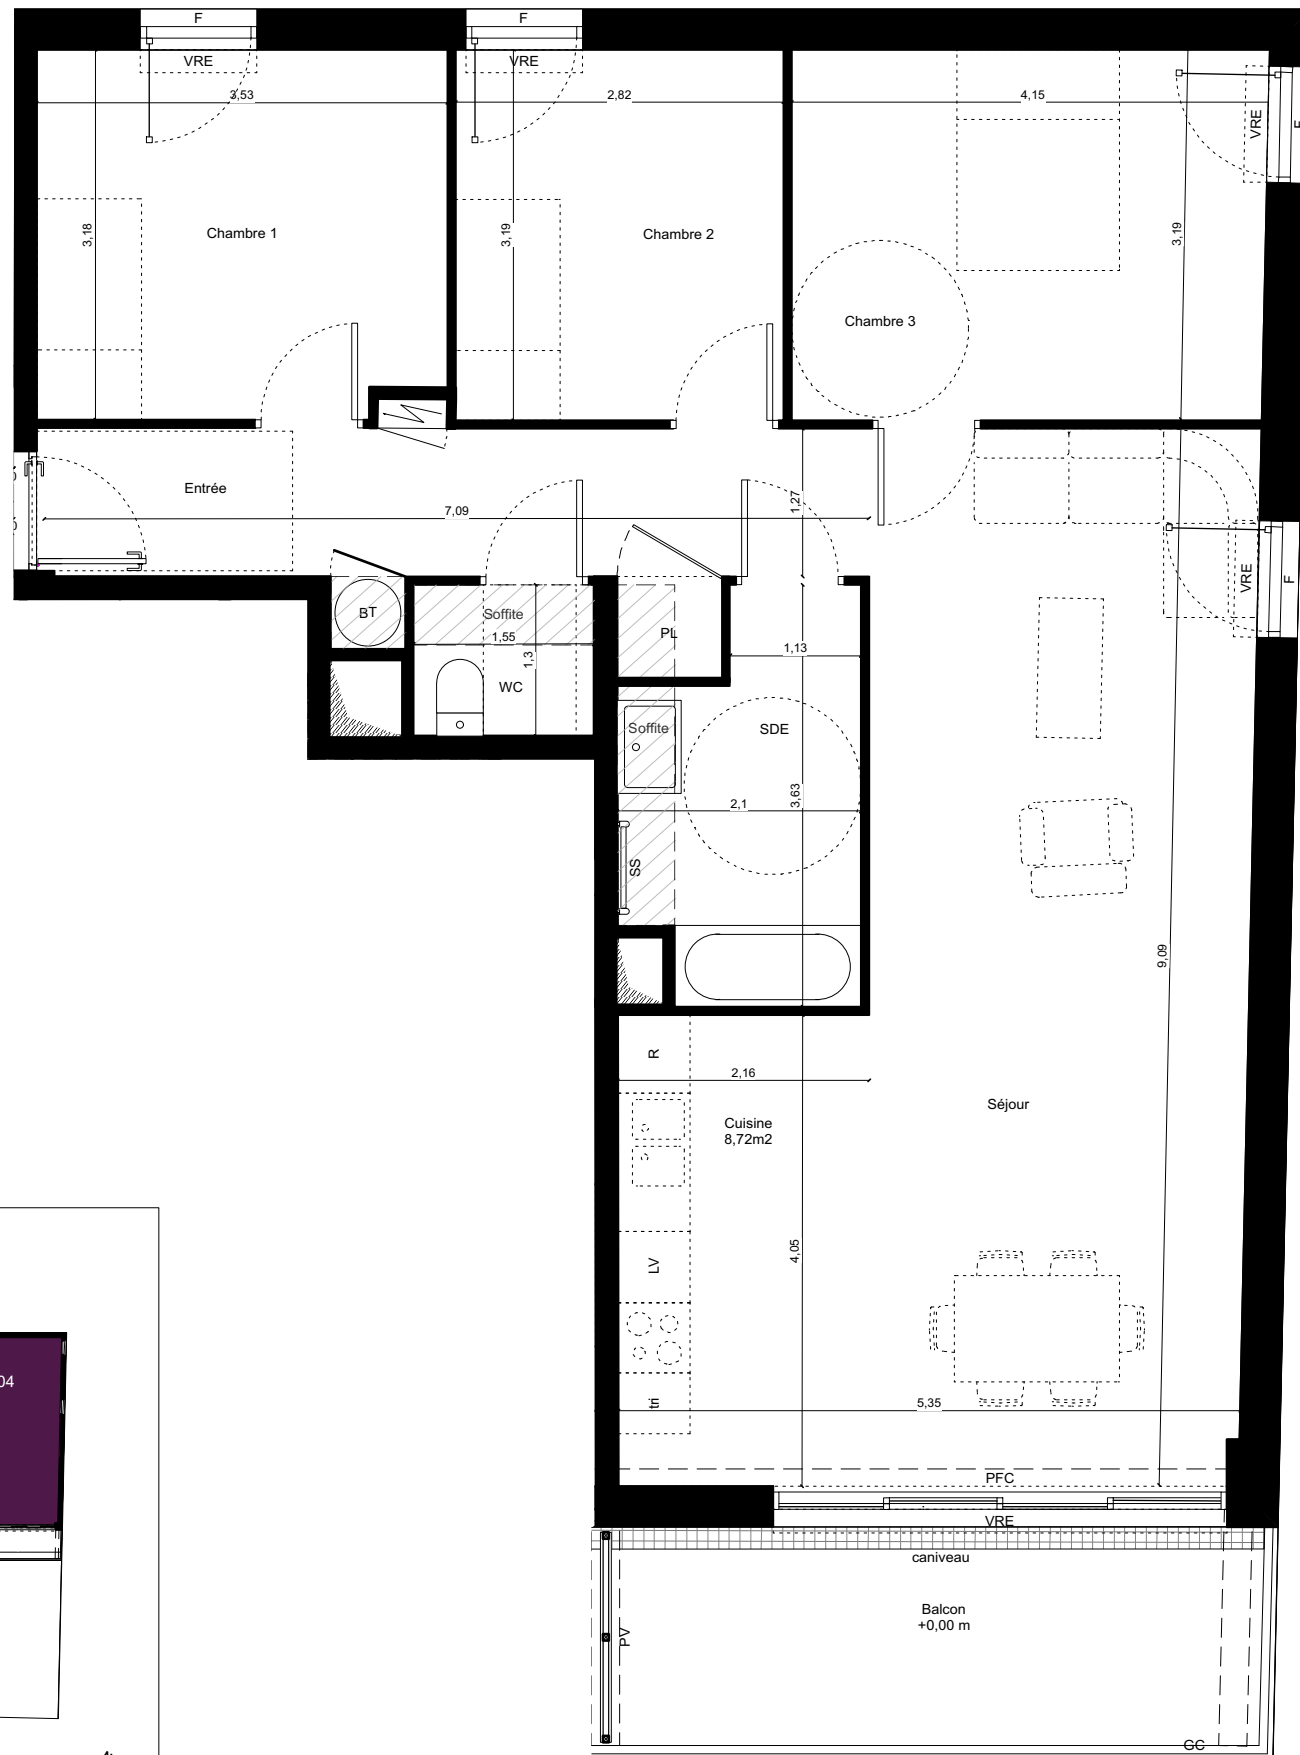 F
F
VRE
VRE
VRE
3,53
2,82
4,15
3,18
3,19
3,19
Chambre 1
Chambre 2
Chambre 3
Entrée
7,09
1,27
VRE
F
BT
Soffite
1,55
1,3
WC
PL
1,13
Soffite
SDE
2,1
3,63
SS
9,09
R
2,16
Cuisine
8,72m2
Séjour
LV
4,05
tri
5,35
04
PFC
VRE
caniveau
Balcon
+0,00 m
PV
GC